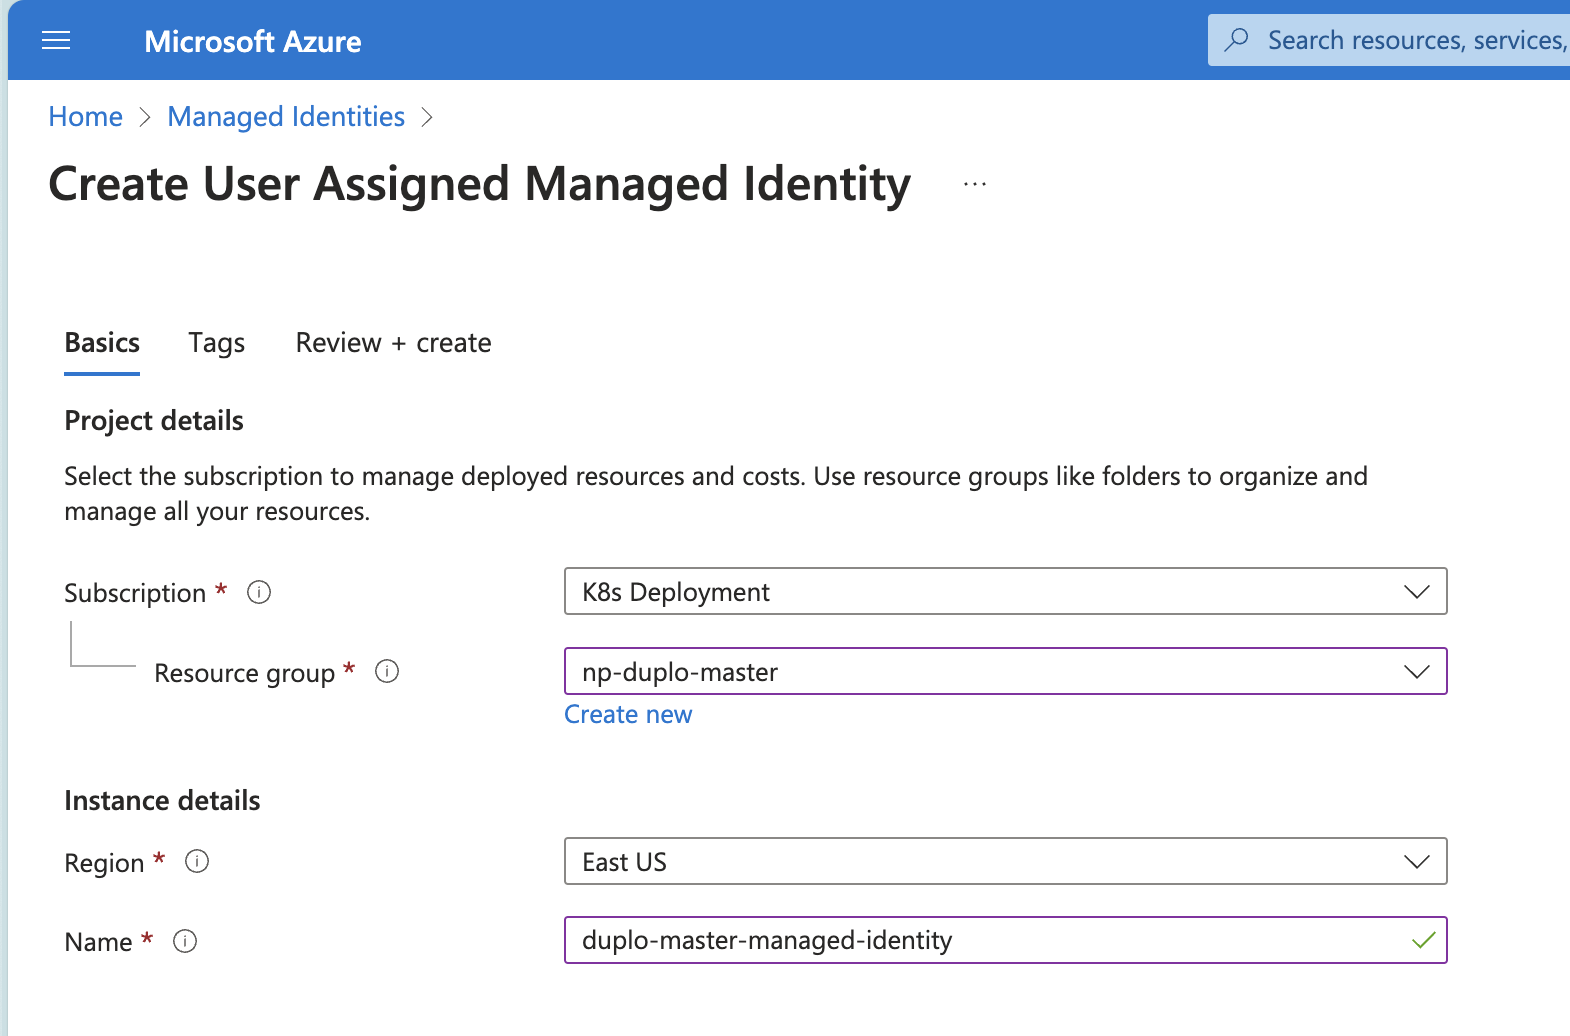 Microsoft Azure
Search resources, services,
Home > Managed Identities >
Create User Assigned Managed Identity ...
Basics Tags Review + create
Project details
Select the subscription to manage deployed resources and costs. Use resource groups like folders to organize and
manage all your resources.
Subscription * K8s Deployment
Resource group * np-duplo-master
Create new
Instance details
Region * East US
Name * duplo-master-managed-identity